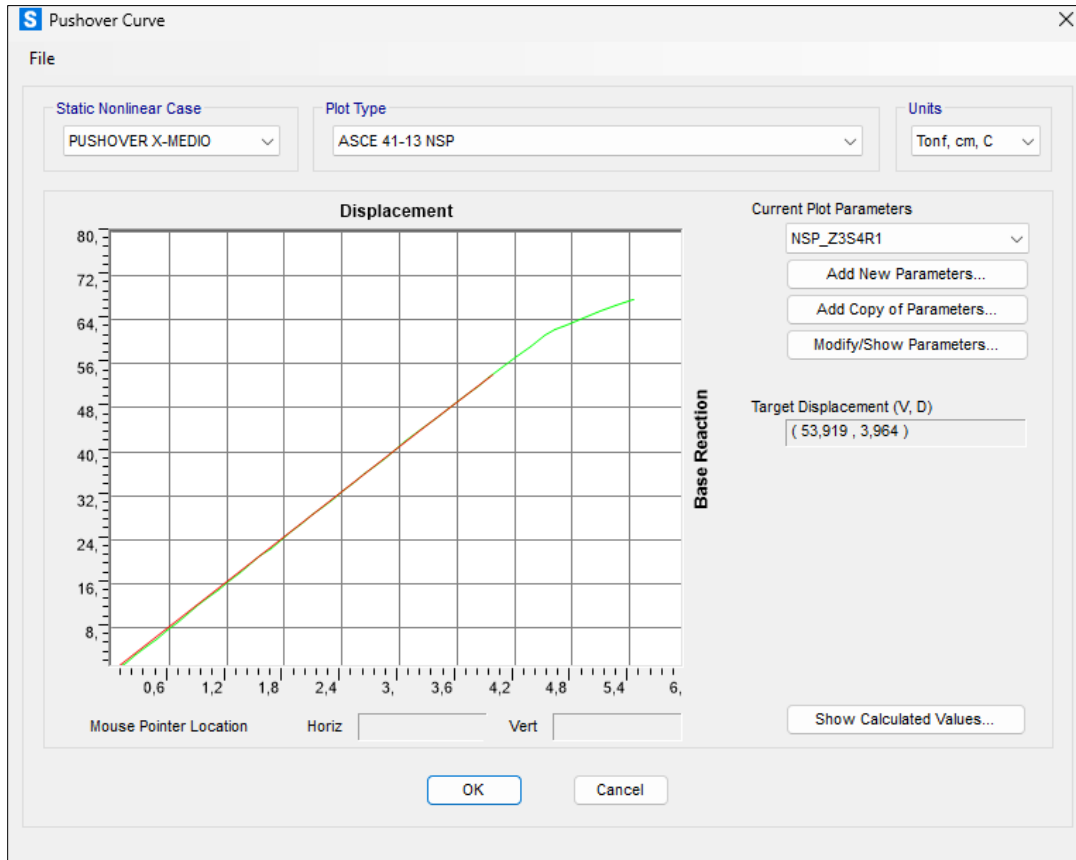 S Pushover Curve
File
Static Nonlinear Case
PUSHOVER X-MEDIO
Plot Type
ASCE 41-13 NSP
Units
Tonf, cm, C
Displacement
80,
72,
64,
56,
48,
40,
32,
24,
16,
8,
0,6 1,2 1,8 2,4 3, 3,6 4,2 4,8 5,4 6,
Base Reaction
Mouse Pointer Location Horiz Vert
Current Plot Parameters
NSP_Z3S4R1
Add New Parameters...
Add Copy of Parameters...
Modify/Show Parameters...
Target Displacement (V, D)
( 53,919 , 3,964 )
Show Calculated Values...
OK Cancel